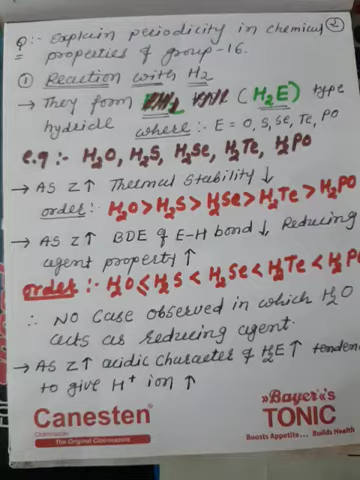 Q:- Explain periodicity in chemical ②
properties of group-16.
① Reaction with H₂
→ They form (H₂E) type
hydride where:- E = O, S, Se, Te, Po
e.g:- H₂O, H₂S, H₂Se, H₂Te, H₂Po
→ AS Z↑ Thermal Stability ↓
order:- H₂O > H₂S > H₂Se > H₂Te > H₂PO
→ AS Z↑ BDE of E-H bond↓, Reducing
agent property ↑
order:- H₂O < H₂S < H₂Se < H₂Te < H₂Po
∴ NO Case observed in which H₂O
acts as reducing agent.
→ AS Z↑ acidic character of H₂E ↑ tenden
to give H⁺ ion ↑
Canesten
Clotrimazole
The Original Clotrimazole
»Bayer's
TONIC
Boosts Appetite... Builds Health